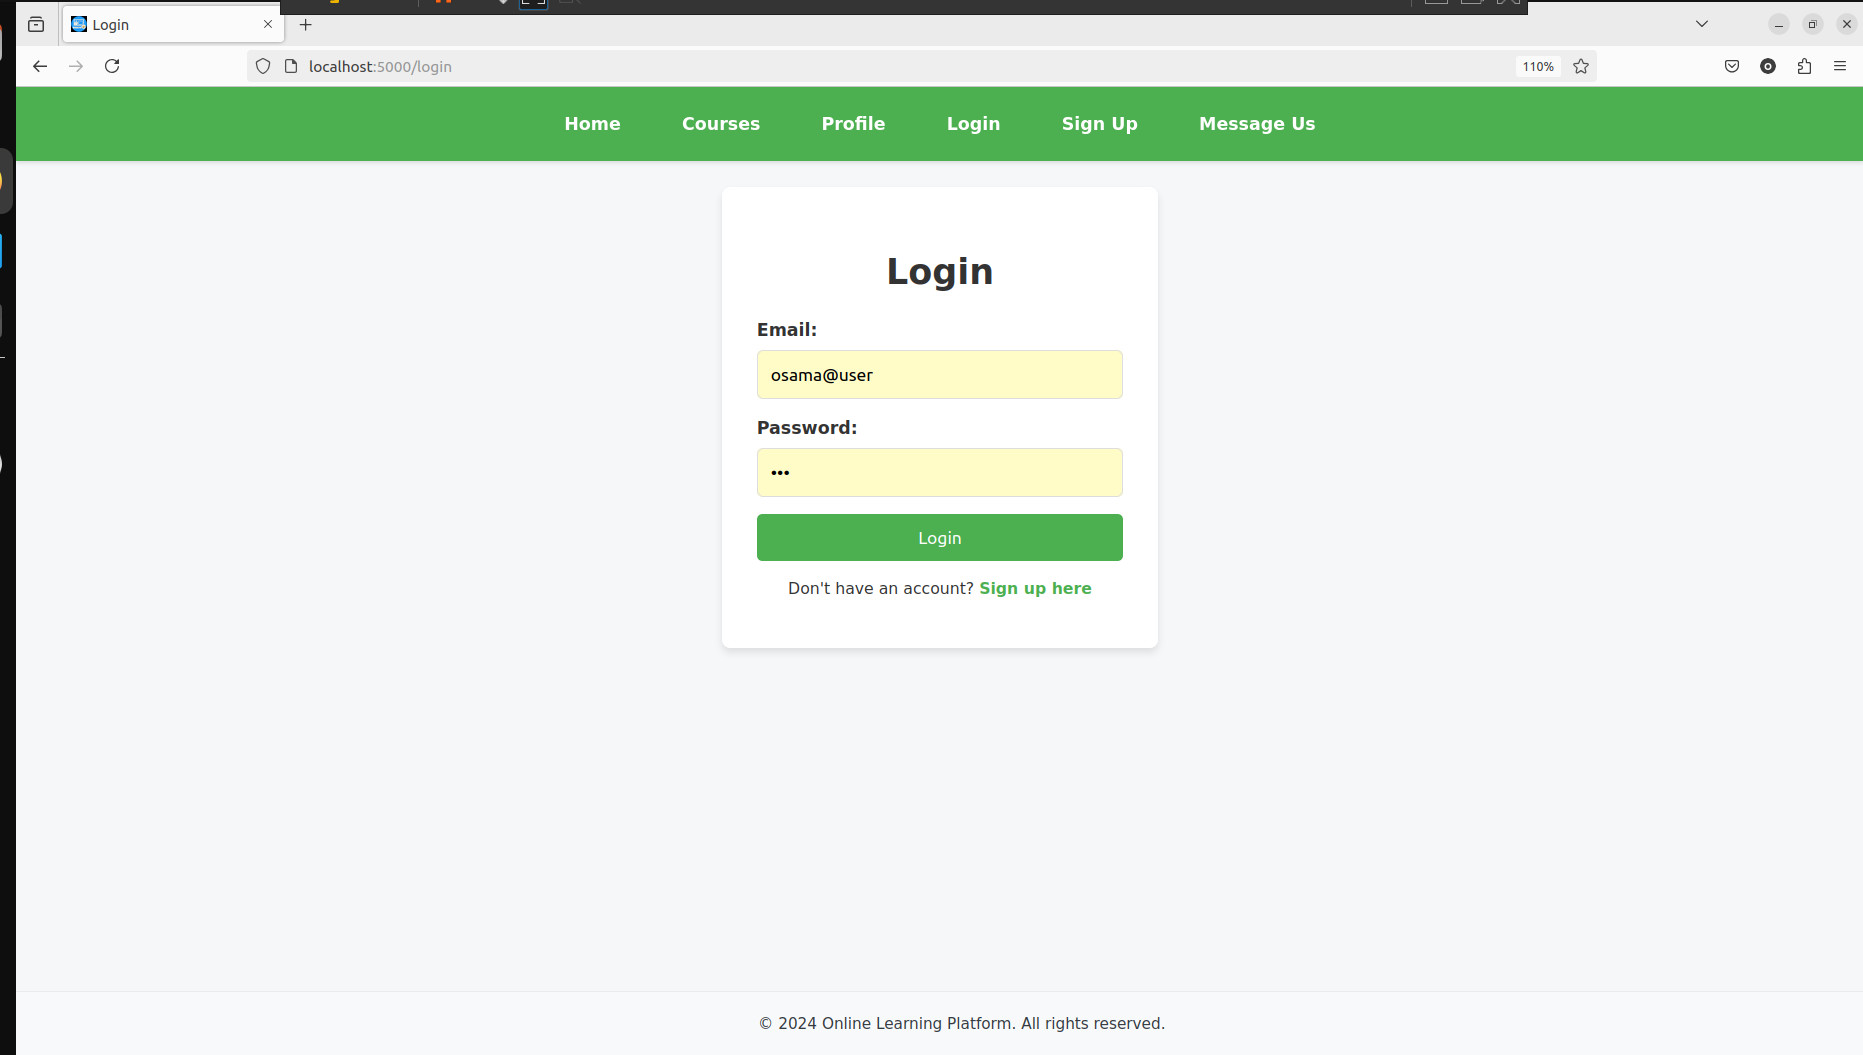 Login
localhost:5000/login
110%
Home Courses Profile Login Sign Up Message Us
Login
Email:
osama@user
Password:
•••
Login
Don't have an account? Sign up here
© 2024 Online Learning Platform. All rights reserved.